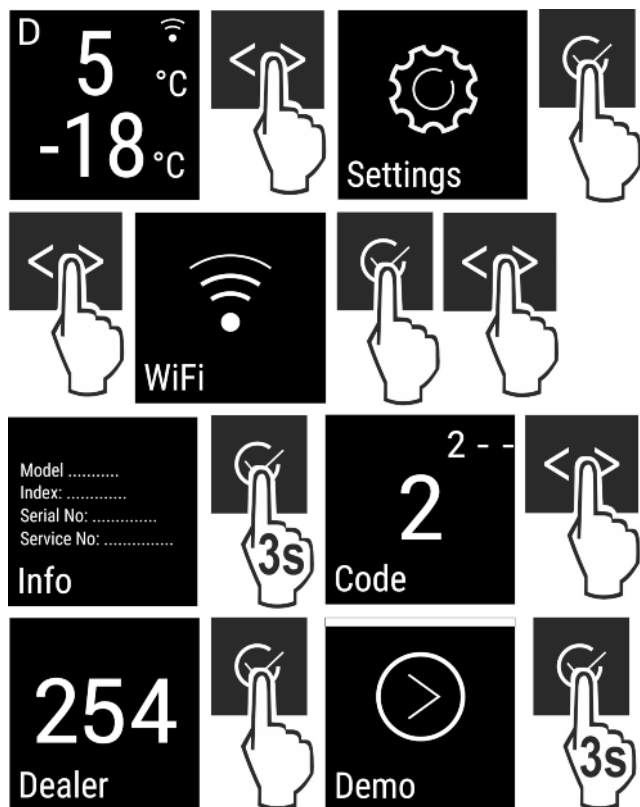 D
5 °C
-18 °C
< >
Settings
< >
WiFi
< >
Model ...........
Index: .............
Serial No: ..............
Service No: ...............
Info
3s
2 - -
2
Code
< >
254
Dealer
>
Demo
3s